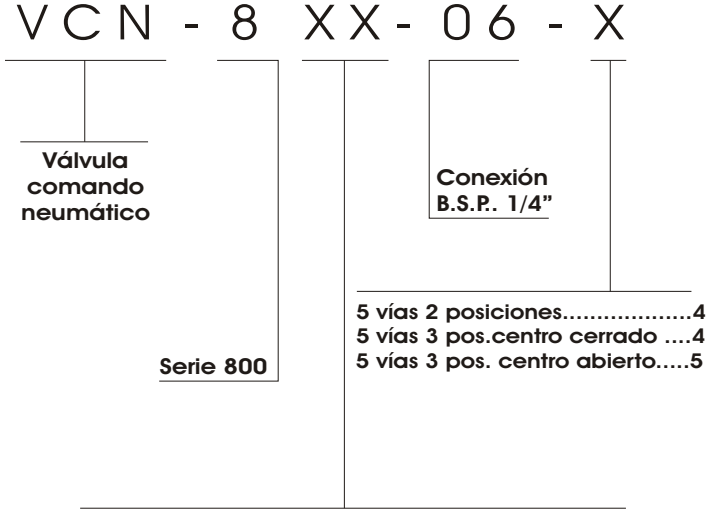 VCN - 8 XX - 06 - X
Válvula
comando
neumático
Conexión
B.S.P.. 1/4”
5 vías 2 posiciones...................4
5 vías 3 pos.centro cerrado ....4
5 vías 3 pos. centro abierto.....5
Serie 800